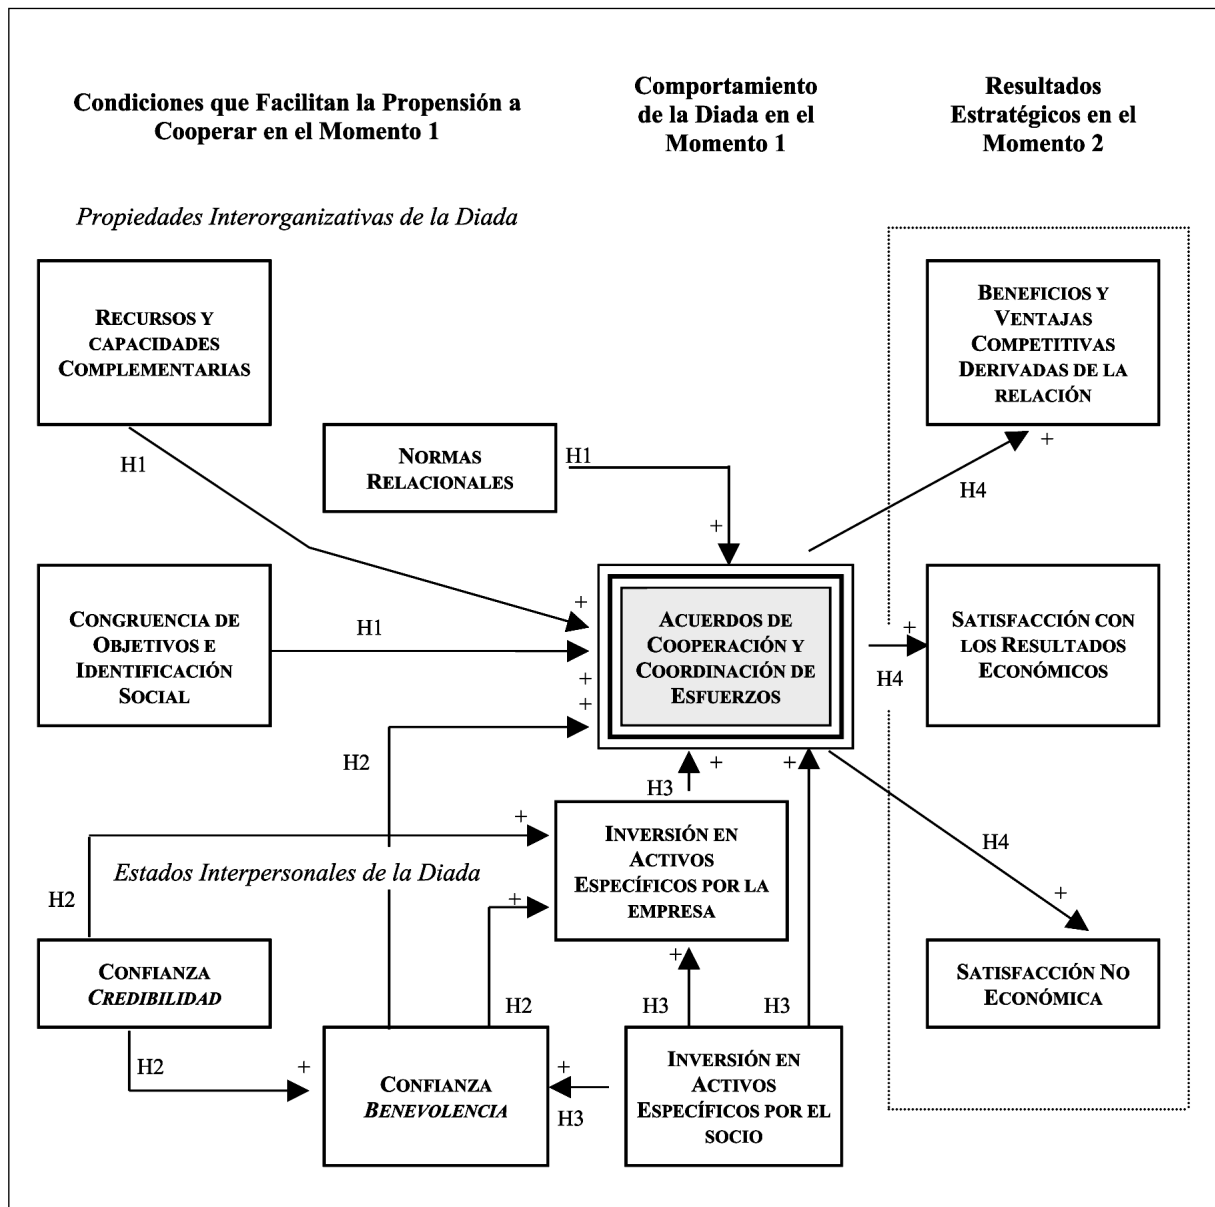 Condiciones que Facilitan la Propensión a
Cooperar en el Momento 1
Comportamiento
de la Diada en el
Momento 1
Resultados
Estratégicos en el
Momento 2
Propiedades Interorganizativas de la Diada
RECURSOS Y
CAPACIDADES
COMPLEMENTARIAS
BENEFICIOS Y
VENTAJAS
COMPETITIVAS
DERIVADAS DE LA
RELACIÓN
H1
NORMAS
RELACIONALES
H1
+
+
H4
CONGRUENCIA DE
OBJETIVOS E
IDENTIFICACIÓN
SOCIAL
H1
+
+
+
ACUERDOS DE
COOPERACIÓN Y
COORDINACIÓN DE
ESFUERZOS
+
H4
SATISFACCIÓN CON
LOS RESULTADOS
ECONÓMICOS
H2
H3
+
+
+
INVERSIÓN EN
ACTIVOS
ESPECÍFICOS POR LA
EMPRESA
H4
+
Estados Interpersonales de la Diada
H2
+
CONFIANZA
CREDIBILIDAD
+
SATISFACCIÓN NO
ECONÓMICA
H2
H3
H3
H2
+
CONFIANZA
BENEVOLENCIA
+
H3
INVERSIÓN EN
ACTIVOS
ESPECÍFICOS POR EL
SOCIO